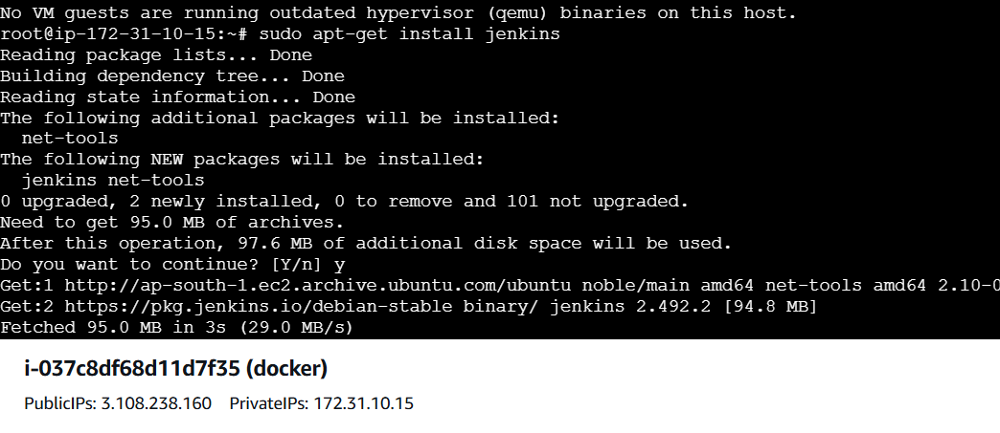 No VM guests are running outdated hypervisor (qemu) binaries on this host.
root@ip-172-31-10-15:~# sudo apt-get install jenkins
Reading package lists... Done
Building dependency tree... Done
Reading state information... Done
The following additional packages will be installed:
  net-tools
The following NEW packages will be installed:
  jenkins net-tools
0 upgraded, 2 newly installed, 0 to remove and 101 not upgraded.
Need to get 95.0 MB of archives.
After this operation, 97.6 MB of additional disk space will be used.
Do you want to continue? [Y/n] y
Get:1 http://ap-south-1.ec2.archive.ubuntu.com/ubuntu noble/main amd64 net-tools amd64 2.10-0
Get:2 https://pkg.jenkins.io/debian-stable binary/ jenkins 2.492.2 [94.8 MB]
Fetched 95.0 MB in 3s (29.0 MB/s)
i-037c8df68d11d7f35 (docker)
PublicIPs: 3.108.238.160 PrivateIPs: 172.31.10.15